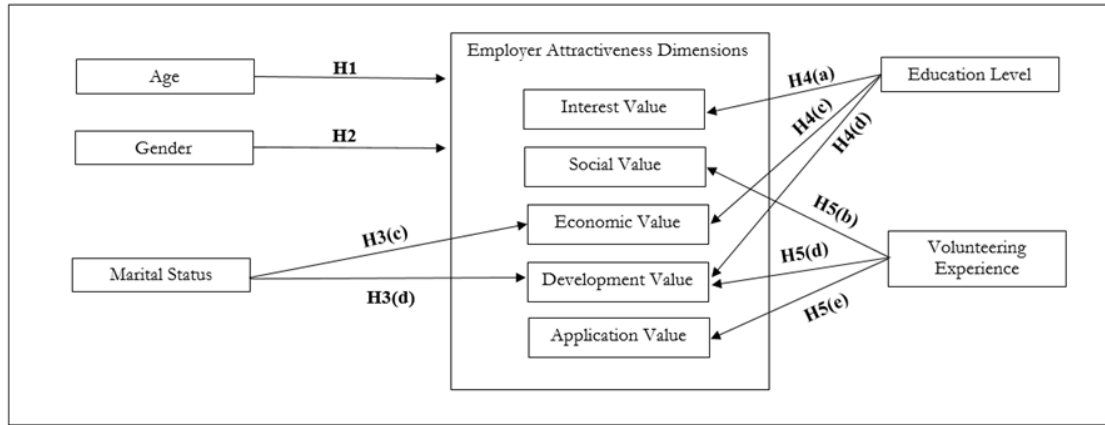 Employer Attractiveness Dimensions
Age
H1
Gender
H2
Marital Status
H3(c)
H3(d)
Interest Value
Social Value
Economic Value
Development Value
Application Value
H4(a)
H4(c)
H4(d)
Education Level
H5(b)
H5(d)
H5(e)
Volunteering
Experience